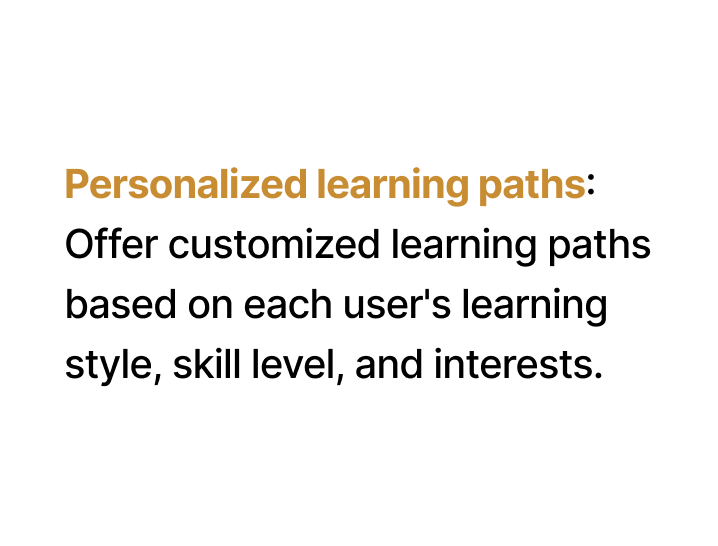 Personalized learning paths:
Offer customized learning paths
based on each user's learning
style, skill level, and interests.